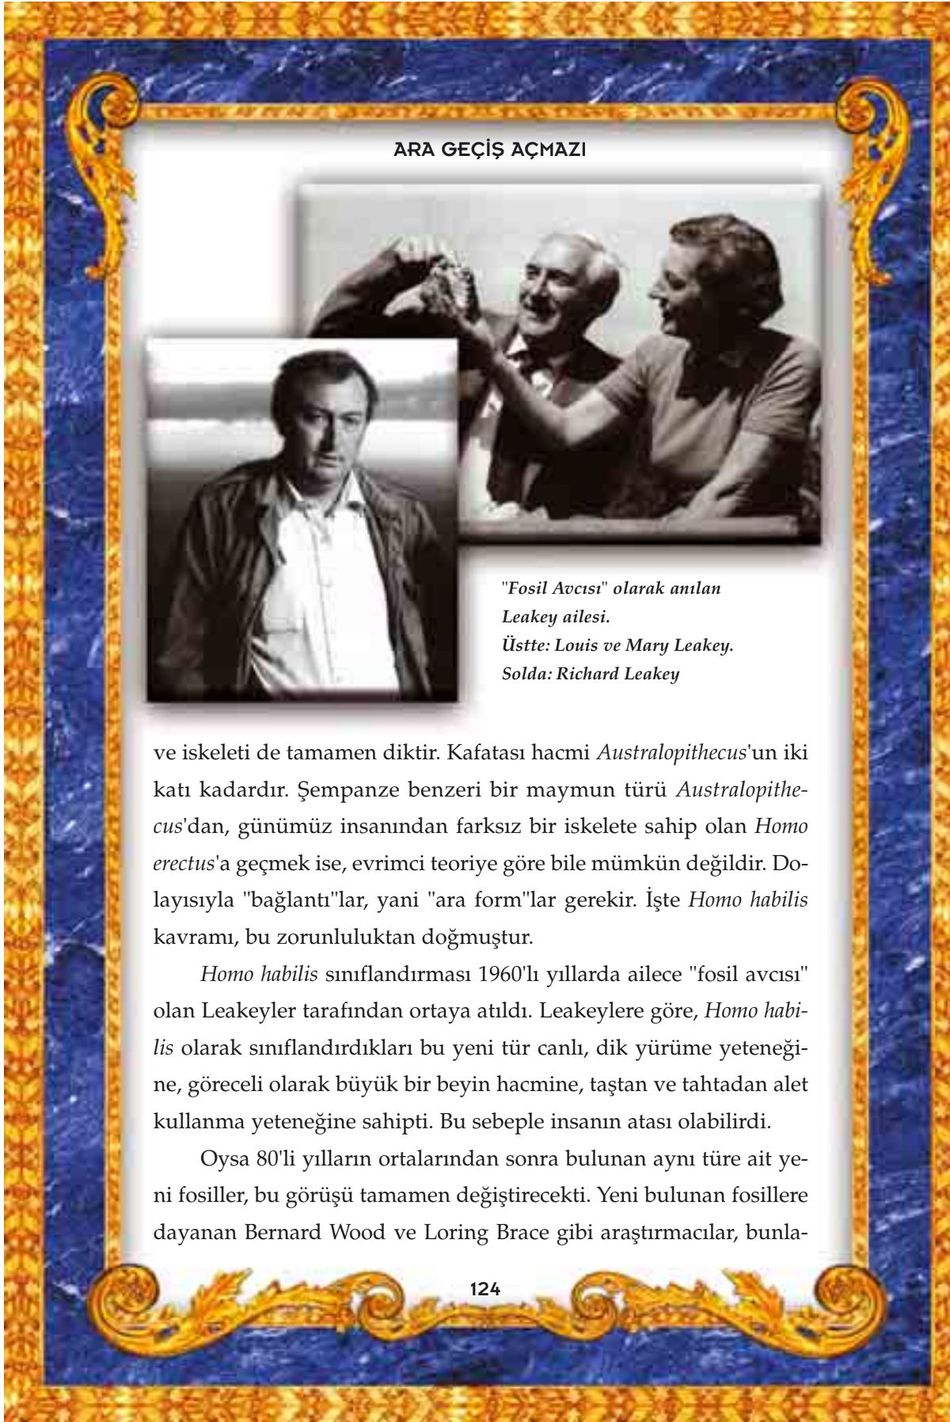 ARA GEÇİŞ AÇMAZI
"Fosil Avcısı" olarak anılan
Leakey ailesi.
Üstte: Louis ve Mary Leakey.
Solda: Richard Leakey
ve iskeleti de tamamen diktir. Kafatası hacmi Australopithecus'un iki
katı kadardır. Şempanze benzeri bir maymun türü Australopithe-
cus'dan, günümüz insanından farksız bir iskelete sahip olan Homo
erectus'a geçmek ise, evrimci teoriye göre bile mümkün değildir. Do-
layısıyla "bağlantı"lar, yani "ara form"lar gerekir. İşte Homo habilis
kavramı, bu zorunluluktan doğmuştur.
Homo habilis sınıflandırması 1960'lı yıllarda ailece "fosil avcısı"
olan Leakeyler tarafından ortaya atıldı. Leakeylere göre, Homo habi-
lis olarak sınıflandırdıkları bu yeni tür canlı, dik yürüme yeteneği-
ne, göreceli olarak büyük bir beyin hacmine, taştan ve tahtadan alet
kullanma yeteneğine sahipti. Bu sebeple insanın atası olabilirdi.
Oysa 80'li yılların ortalarından sonra bulunan aynı türe ait ye-
ni fosiller, bu görüşü tamamen değiştirecekti. Yeni bulunan fosillere
dayanan Bernard Wood ve Loring Brace gibi araştırmacılar, bunla-
124